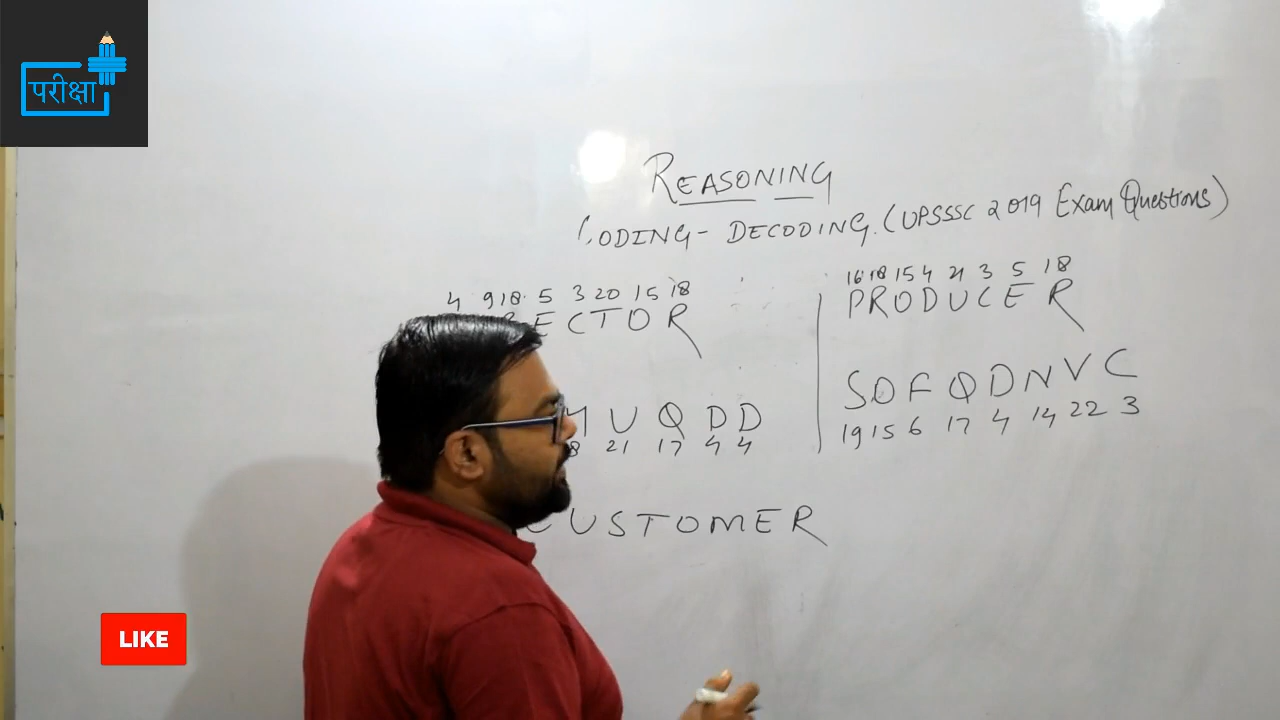 परीक्षा
REASONING
CODING - DECODING. (UPSSSC 2019 Exam Questions)
4 9 18 5 3 20 15 18
ECTOR
U Q D D
21 17 4 4
16 18 15 4 21 3 5 18
PRODUCER
SOFQDNVC
19 15 6 17 4 14 22 3
CUSTOMER
LIKE